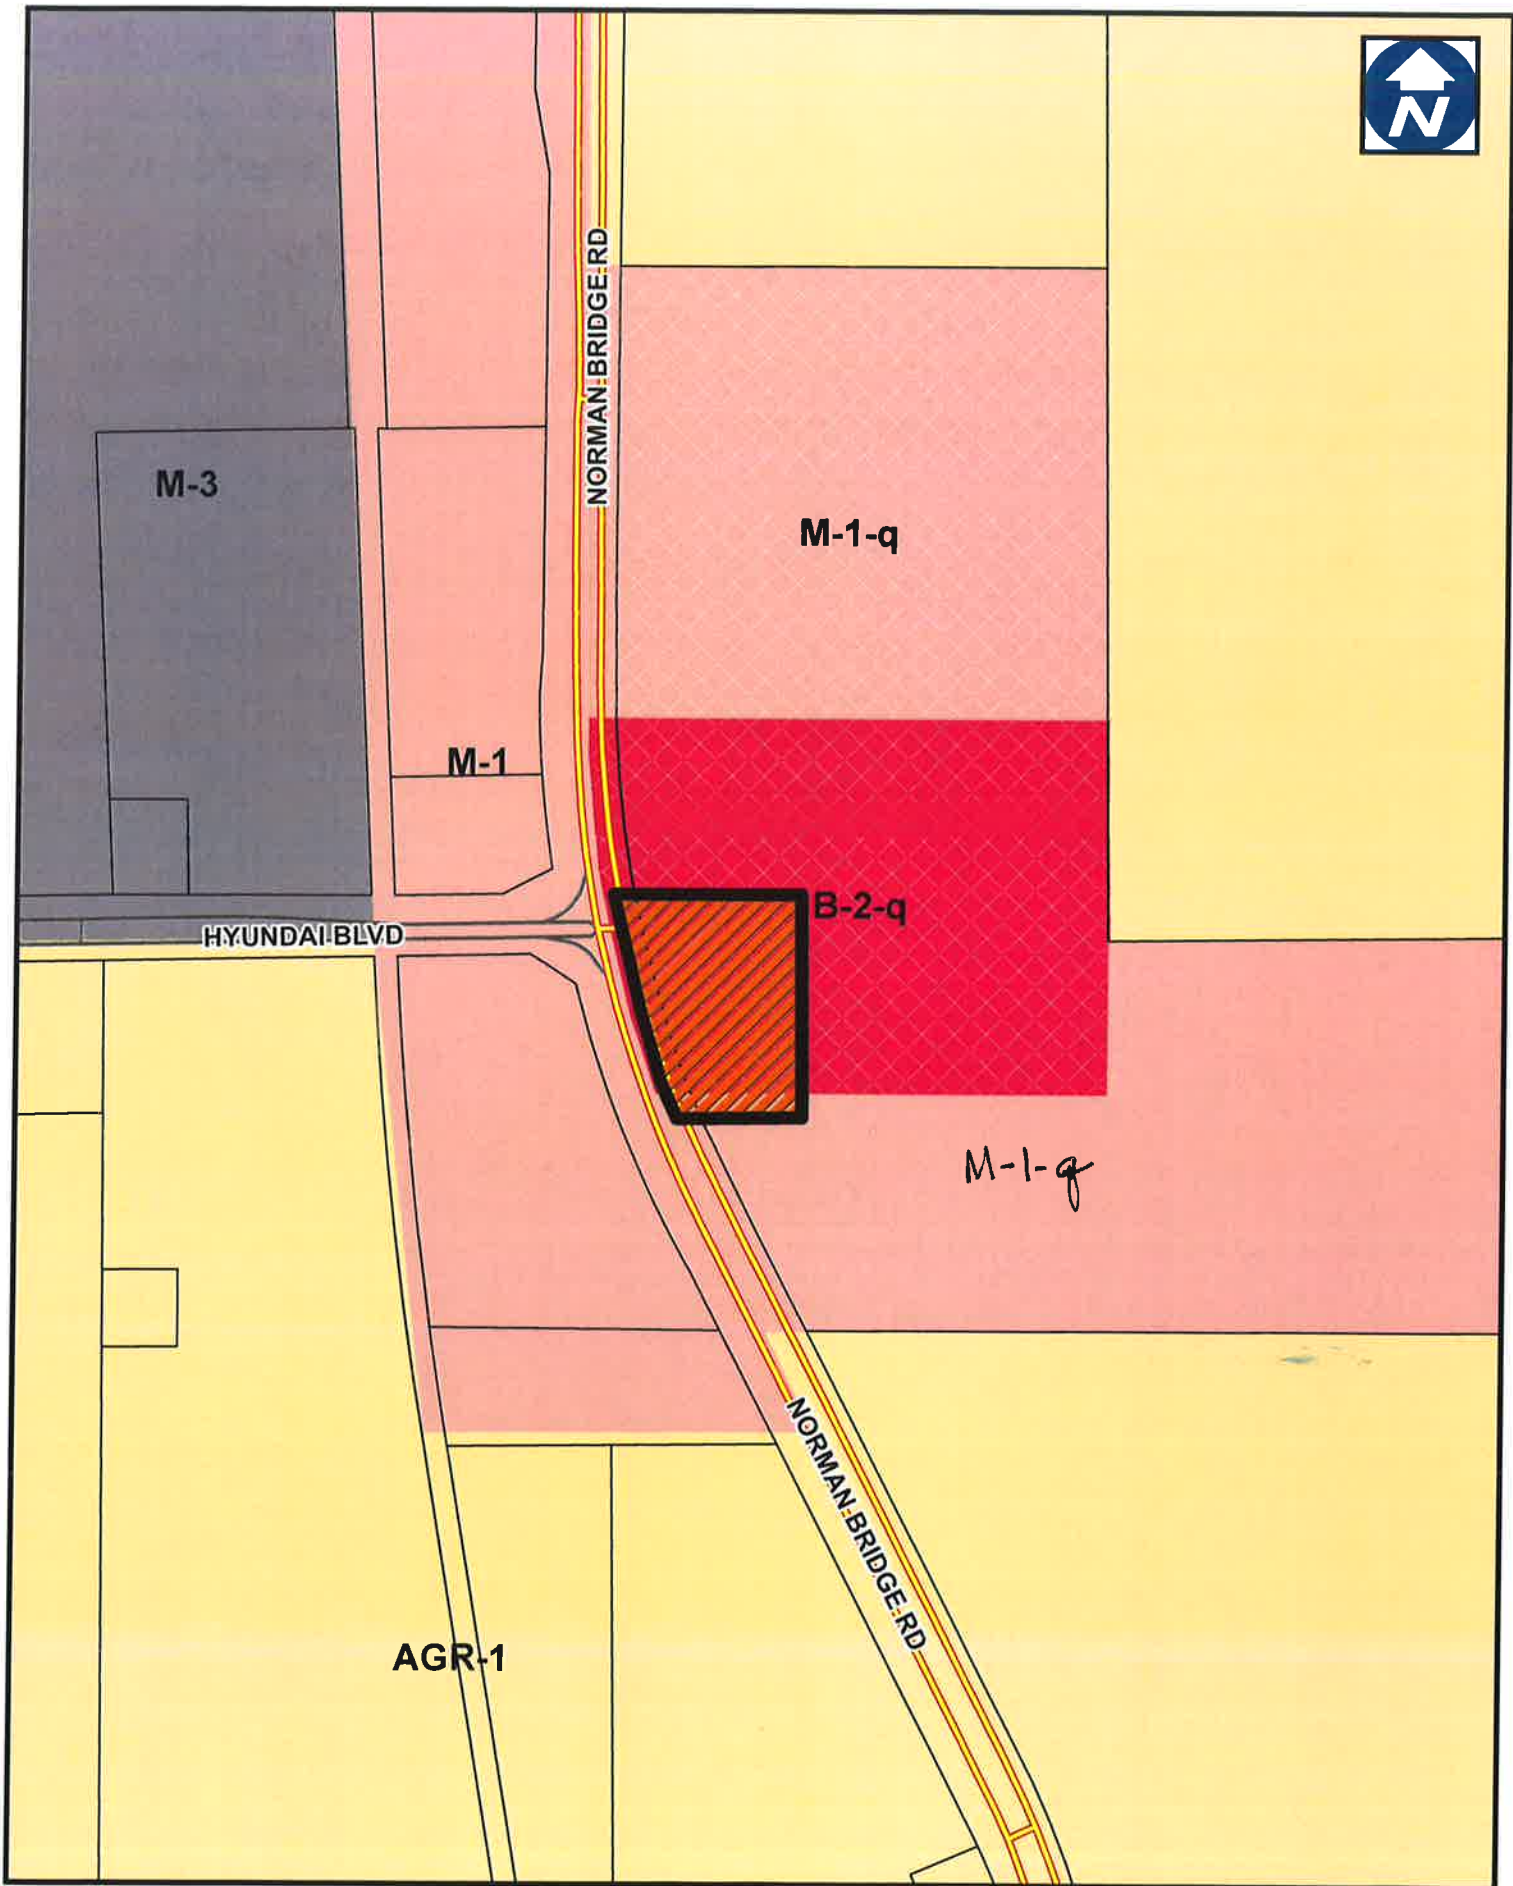 N
NORMAN BRIDGE RD
M-3
M-1-q
M-1
B-2-q
HYUNDAI BLVD
M-1-q
NORMAN BRIDGE RD
AGR-1